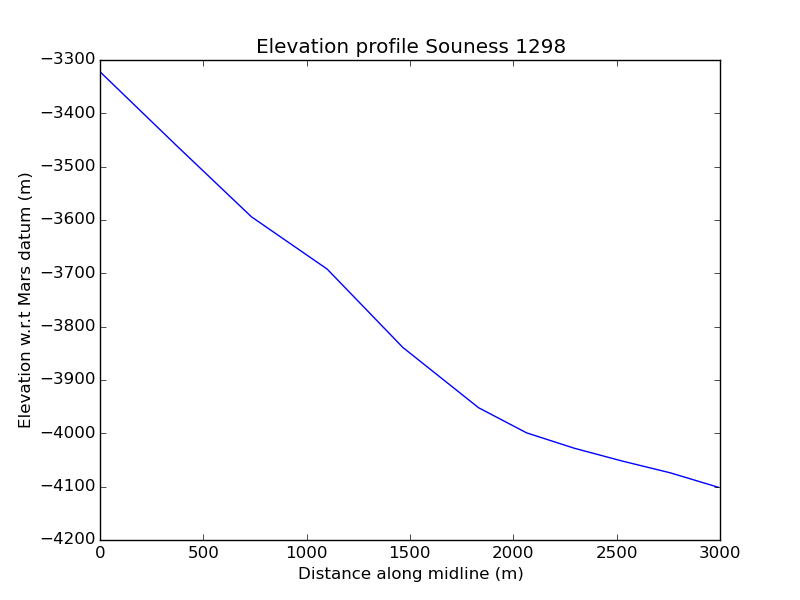 Elevation profile Souness 1298
−3300
−3400
−3500
−3600
−3700
−3800
−3900
−4000
−4100
−4200
Elevation w.r.t Mars datum (m)
0 500 1000 1500 2000 2500 3000
Distance along midline (m)